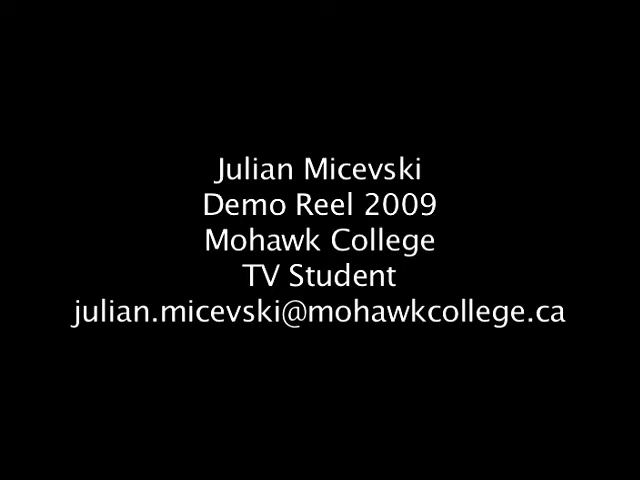 Julian Micevski
Demo Reel 2009
Mohawk College
TV Student
julian.micevski@mohawkcollege.ca